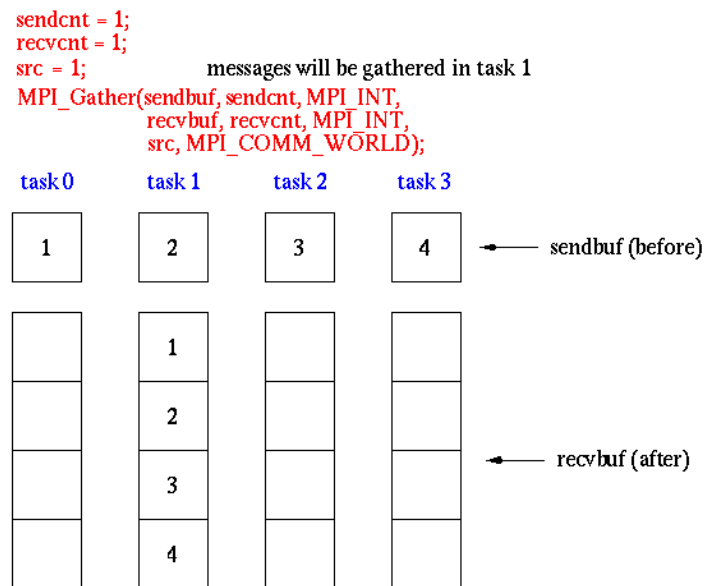 sendcnt = 1;
recvcnt = 1;
src = 1; messages will be gathered in task 1
MPI_Gather(sendbuf, sendcnt, MPI_INT,
recvbuf, recvcnt, MPI_INT,
src, MPI_COMM_WORLD);
task 0 task 1 task 2 task 3
1 2 3 4 sendbuf (before)
1
2
recvbuf (after)
3
4